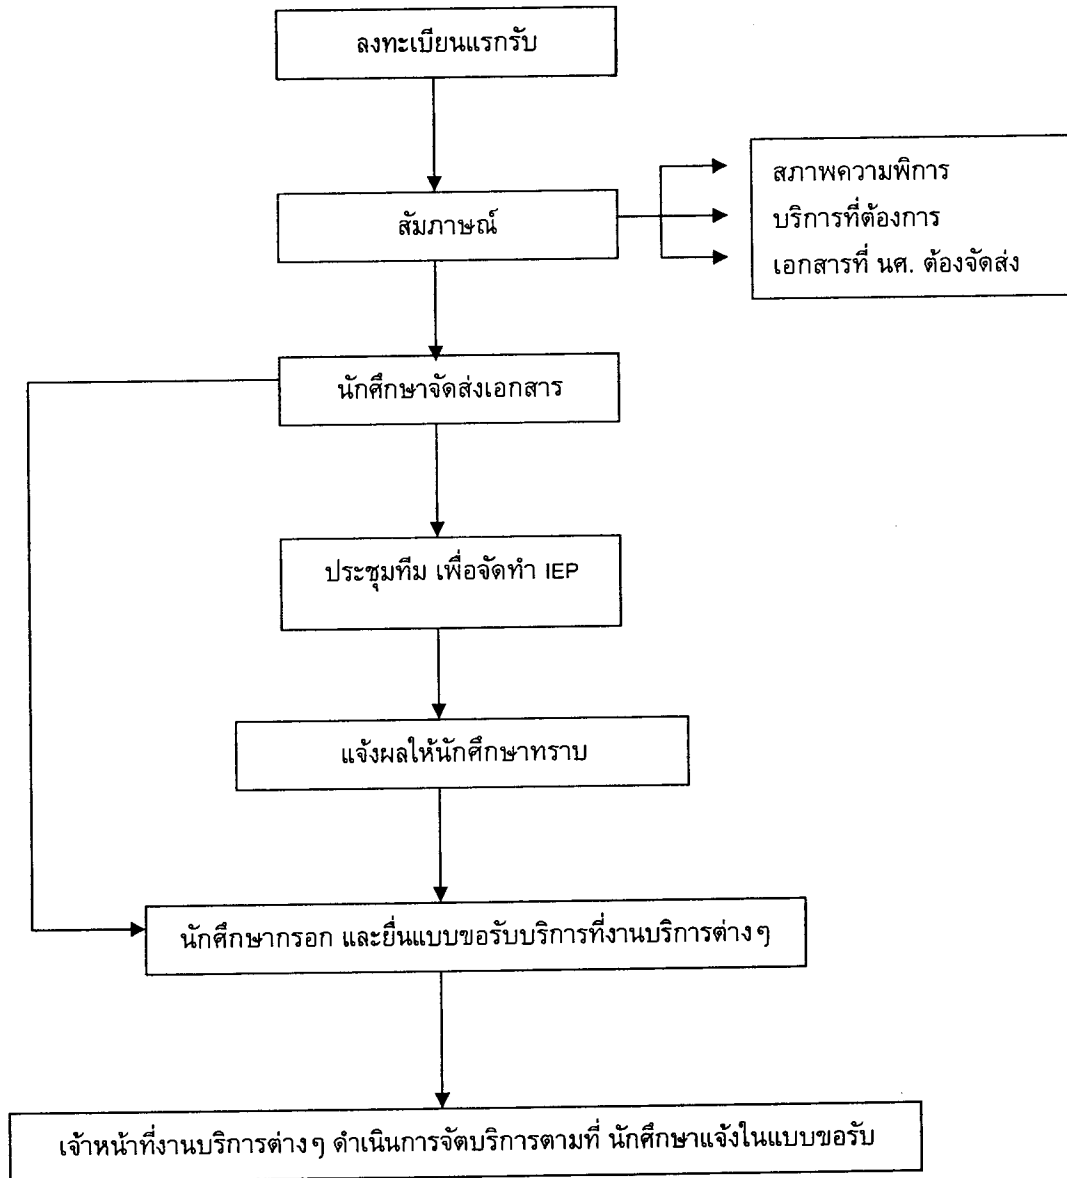 ลงทะเบียนแรกรับ
สัมภาษณ์
สภาพความพิการ
บริการที่ต้องการ
เอกสารที่ นศ. ต้องจัดส่ง
นักศึกษาจัดส่งเอกสาร
ประชุมทีม เพื่อจัดทำ IEP
แจ้งผลให้นักศึกษาทราบ
นักศึกษากรอก และยื่นแบบขอรับบริการที่งานบริการต่างๆ
เจ้าหน้าที่งานบริการต่างๆ ดำเนินการจัดบริการตามที่ นักศึกษาแจ้งในแบบขอรับ